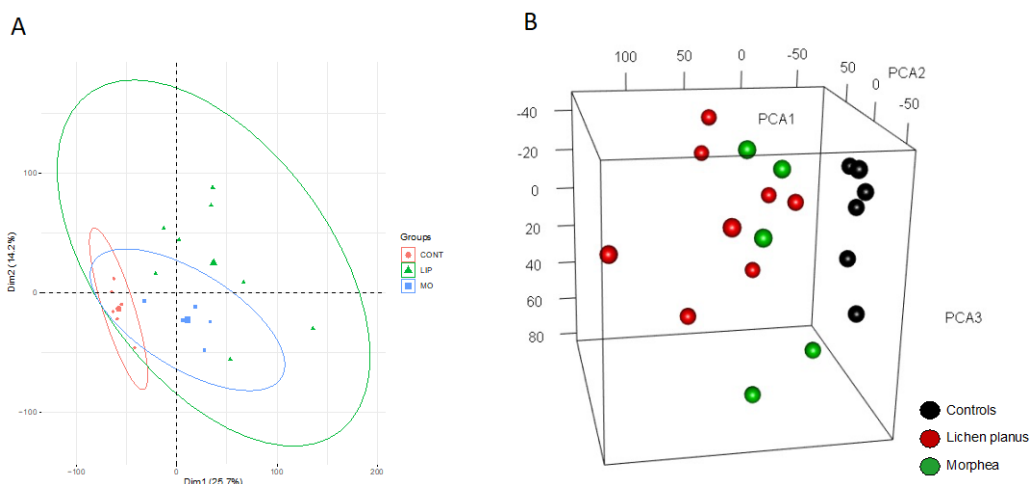 A
100
0
−100
Dim2 (14.2%)
−100
0
100
200
Dim1 (25.7%)
Groups
CONT
LIP
MO
B
100
50
0
-50
50
0
-50
PCA2
PCA1
-40
-20
0
20
40
60
80
PCA3
Controls
Lichen planus
Morphea